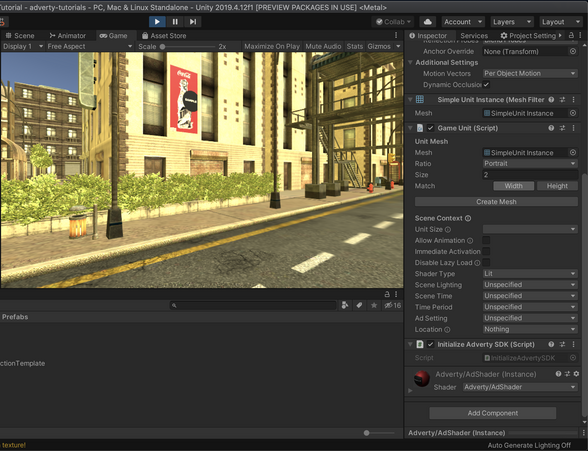 utorial - adverty-tutorials - PC, Mac & Linux Standalone - Unity 2019.4.12f1 [PREVIEW PACKAGES IN USE] <Metal>
Collab
Account
Layers
Layout
Scene
Animator
Game
Asset Store
Inspector
Services
Project Setting
Display 1
Free Aspect
Scale
2x
Maximize On Play
Mute Audio
Stats
Gizmos
Anchor Override
None (Transform)
Additional Settings
Motion Vectors
Per Object Motion
Dynamic Occlusion
Simple Unit Instance (Mesh Filter
Mesh
SimpleUnit Instance
Game Unit (Script)
Unit Mesh
Mesh
SimpleUnit Instance
Ratio
Portrait
Size
2
Match
Width
Height
Create Mesh
Scene Context
Unit Size
Allow Animation
Immediate Activation
Disable Lazy Load
Shader Type
Lit
Scene Lighting
Unspecified
Scene Time
Unspecified
Time Period
Unspecified
Ad Setting
Unspecified
Location
Nothing
Initialize Adverty SDK (Script)
Script
InitializeAdvertySDK
Adverty/AdShader (Instance)
Shader
Adverty/AdShader
Add Component
Adverty/AdShader (Instance)
16
Prefabs
ctionTemplate
texture!
Auto Generate Lighting Off